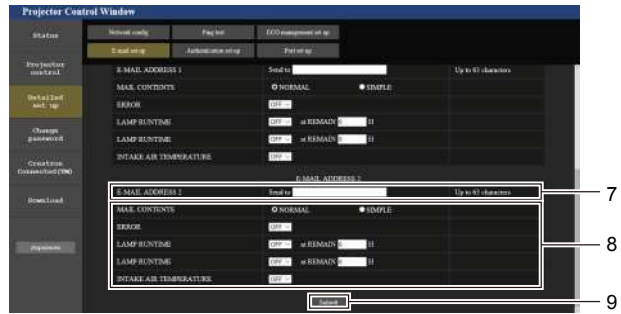 Projector Control Window
Status
Projector control
Detailed set up
Change password
Crestron Connected(TM)
Download
Network config
Ping test
ECO management set up
E-mail set up
Authentication set up
Port set up
E-MAIL ADDRESS 1 Send to Up to 63 characters
MAIL CONTENTS NORMAL SIMPLE
ERROR OFF
LAMP RUNTIME OFF at REMAIN H
LAMP RUNTIME OFF at REMAIN H
INTAKE AIR TEMPERATURE OFF
E-MAIL ADDRESS 2
E-MAIL ADDRESS 2 Send to Up to 63 characters
7
MAIL CONTENTS NORMAL SIMPLE
ERROR OFF
LAMP RUNTIME OFF at REMAIN H
8
LAMP RUNTIME OFF at REMAIN H
INTAKE AIR TEMPERATURE OFF
Submit
9